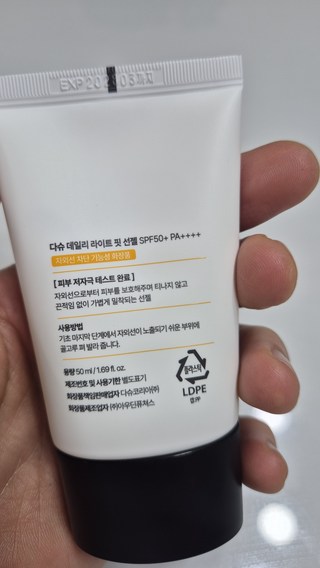 다슈 데일리 라이트 핏 선젤 SPF50+ PA++++
자외선 차단 기능성 화장품
[ 피부 저자극 테스트 완료 ]
자외선으로부터 피부를 보호해주며 티나지 않고
끈적임 없이 가볍게 밀착되는 선젤
사용방법
기초 마지막 단계에서 자외선이 노출되기 쉬운 부위에
골고루 펴 발라 줍니다.
용량 50 ml / 1.69 fl. oz.
제조번호 및 사용기한 별도표기
화장품책임판매업자 다슈코리아㈜
화장품제조업자 ㈜아우딘퓨쳐스
플라스틱
LDPE
캡:PP